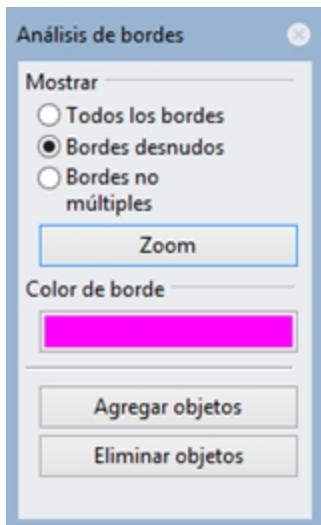 Análisis de bordes
Mostrar
Todos los bordes
Bordes desnudos
Bordes no
múltiples
Zoom
Color de borde
Agregar objetos
Eliminar objetos